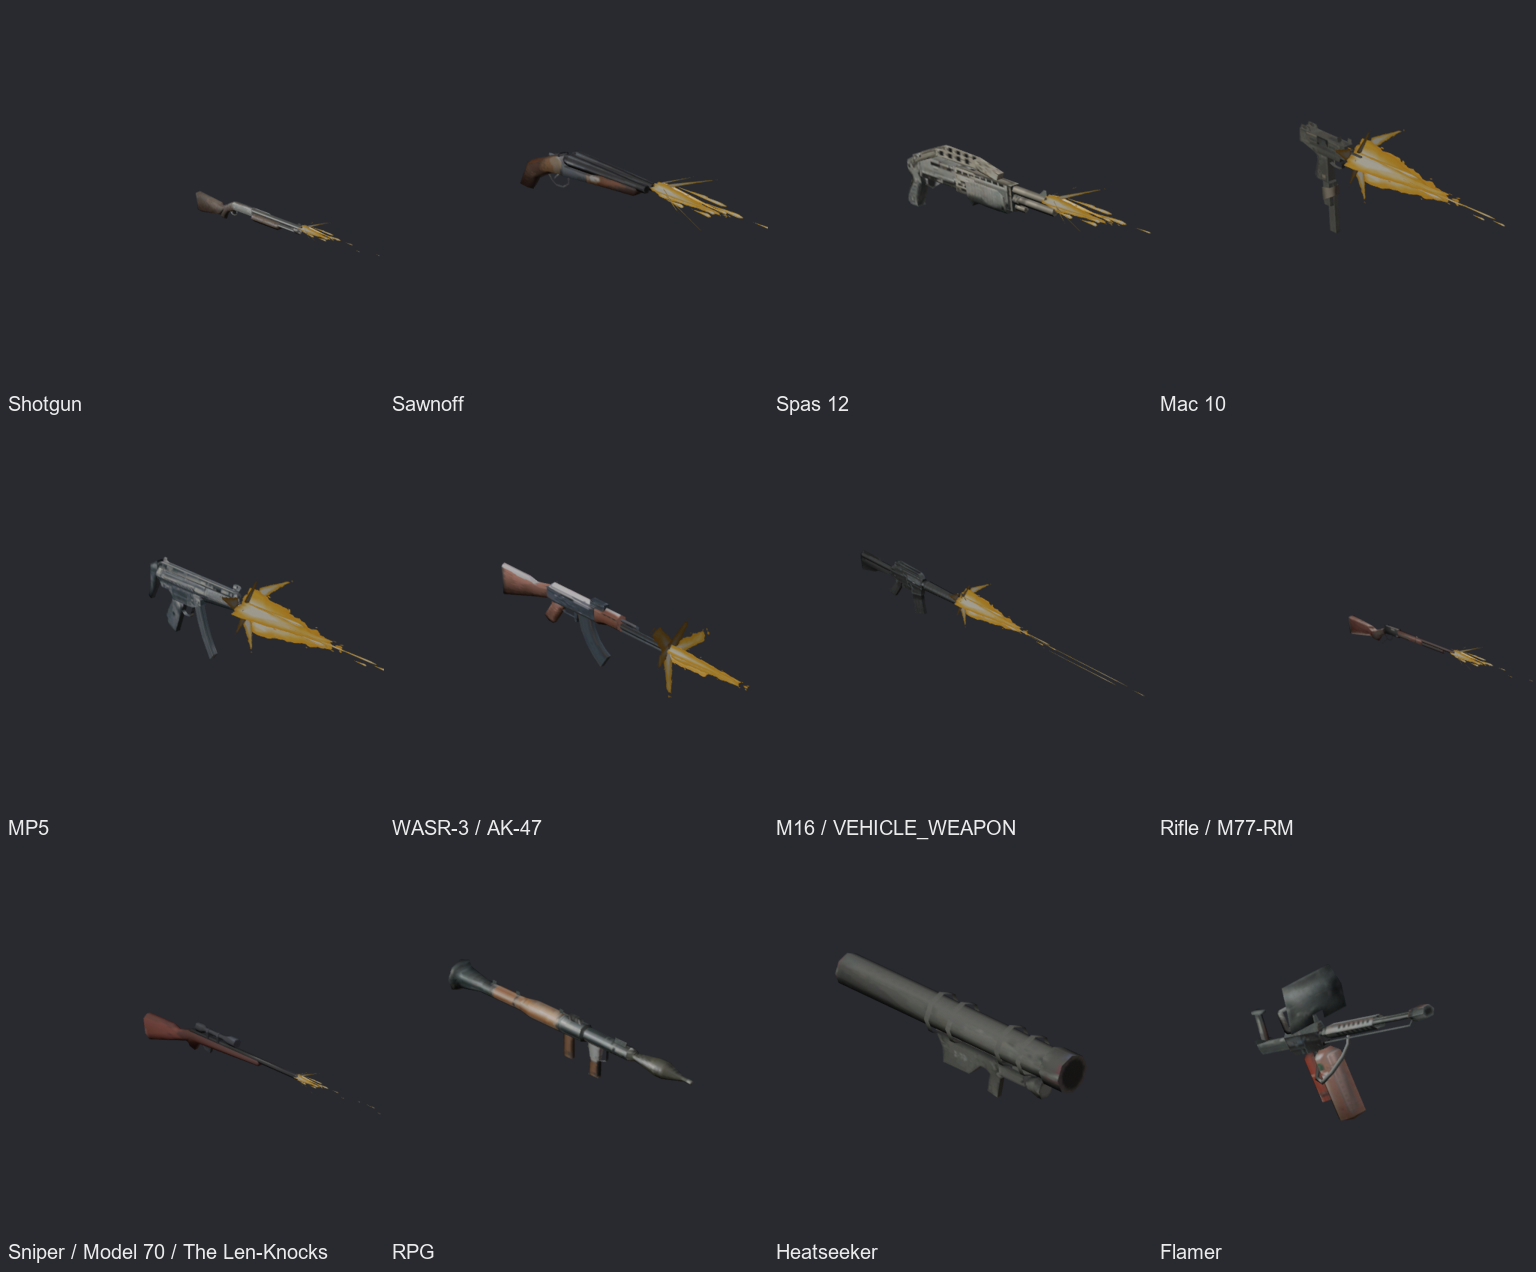 Shotgun
Sawnoff
Spas 12
Mac 10
MP5
WASR-3 / AK-47
M16 / VEHICLE_WEAPON
Rifle / M77-RM
Sniper / Model 70 / The Len-Knocks
RPG
Heatseeker
Flamer